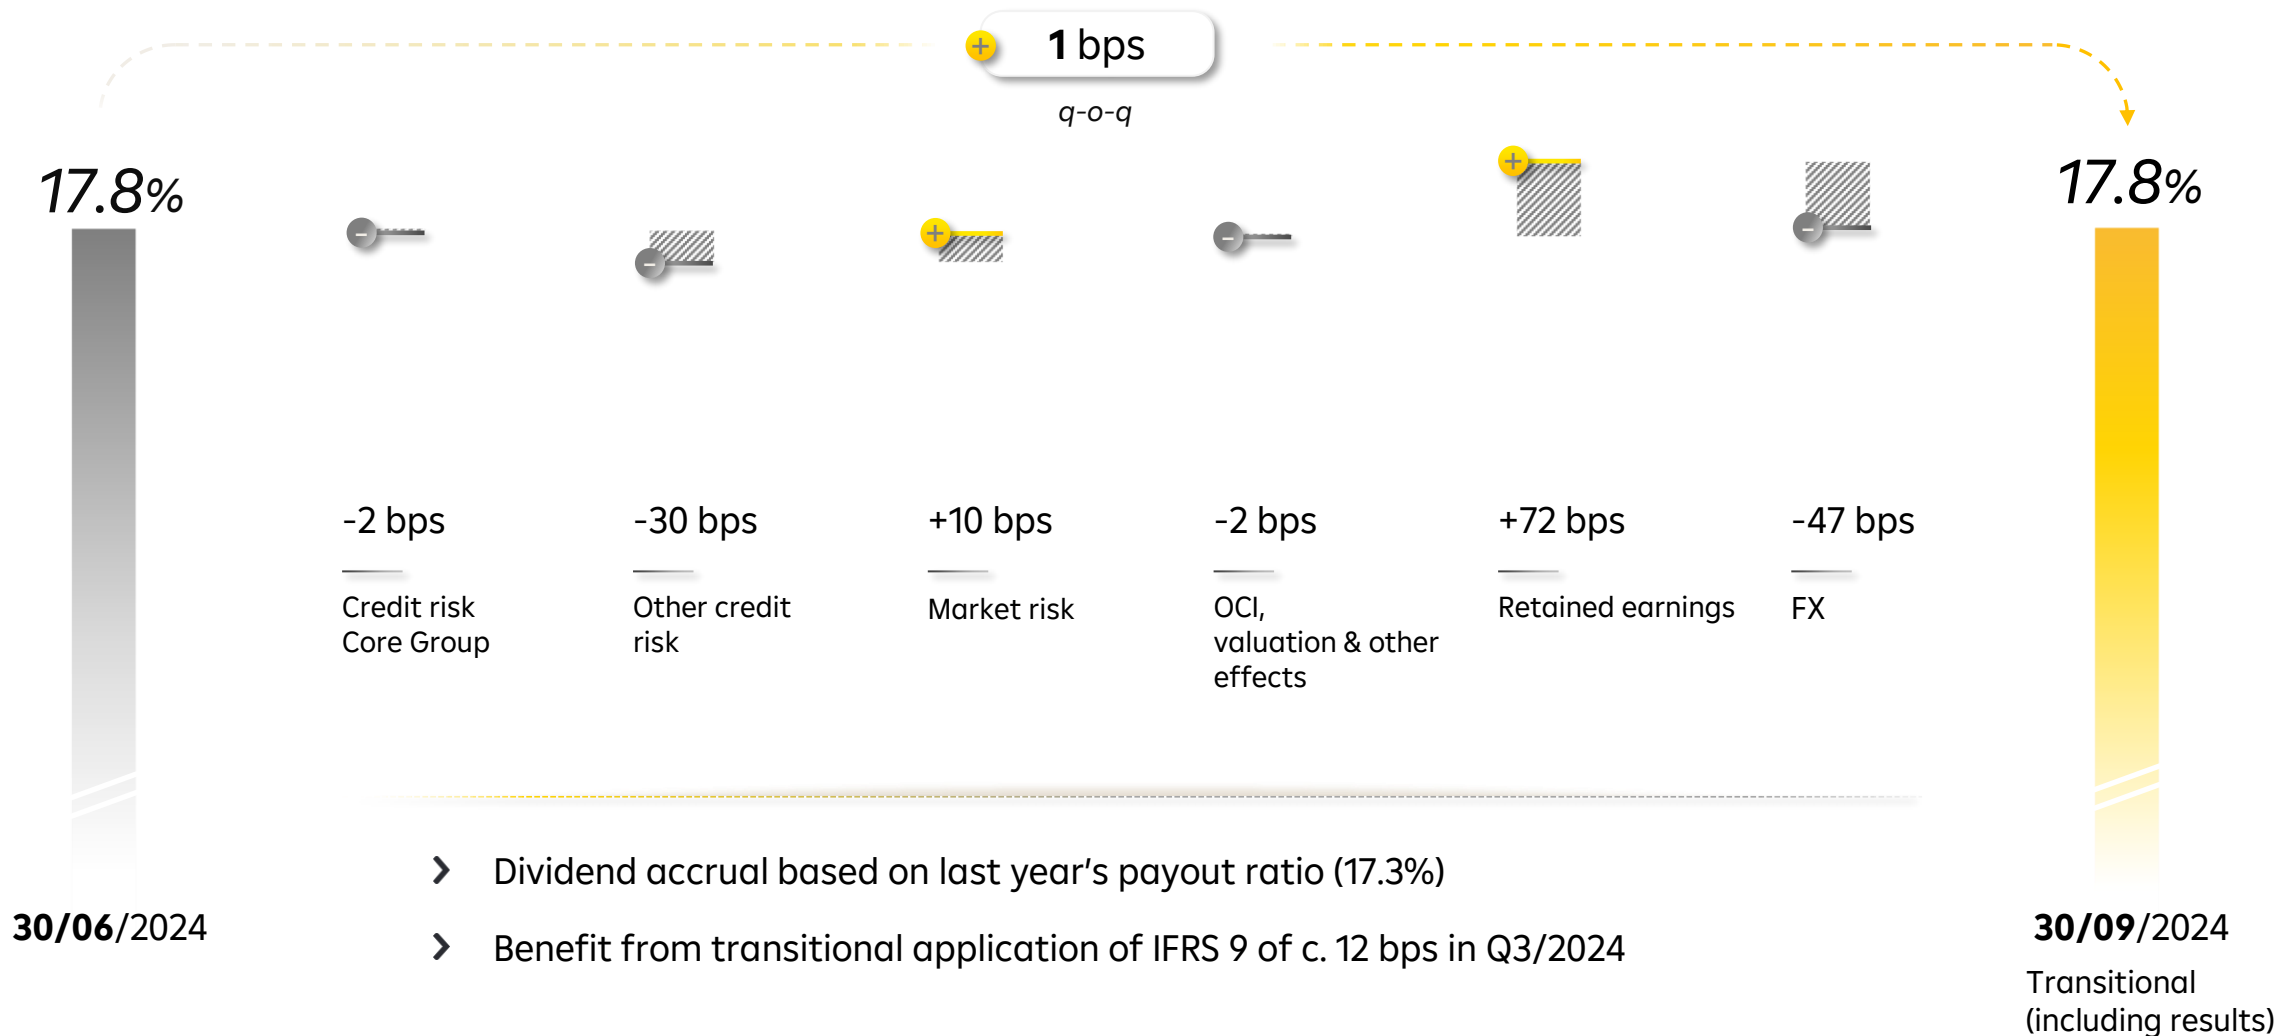 + 1 bps
q-o-q
17.8%
17.8%
-2 bps
Credit risk
Core Group
-30 bps
Other credit
risk
+10 bps
Market risk
-2 bps
OCI,
valuation & other
effects
+72 bps
Retained earnings
-47 bps
FX
Dividend accrual based on last year's payout ratio (17.3%)
Benefit from transitional application of IFRS 9 of c. 12 bps in Q3/2024
30/06/2024
30/09/2024
Transitional
(including results)